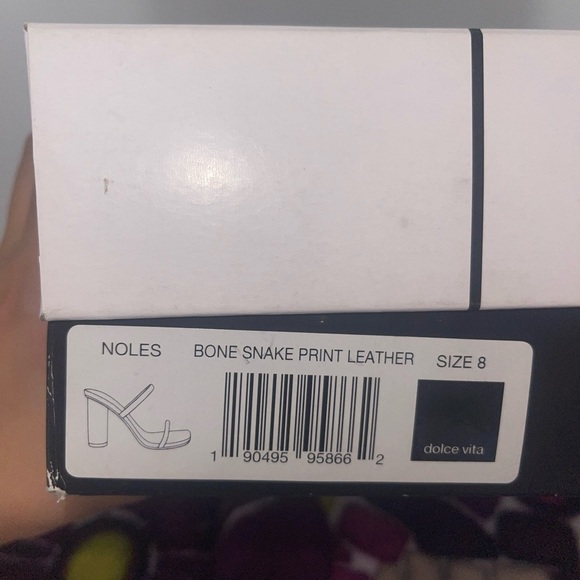 NOLES BONE SNAKE PRINT LEATHER SIZE 8
1 90495 95866 2
dolce vita